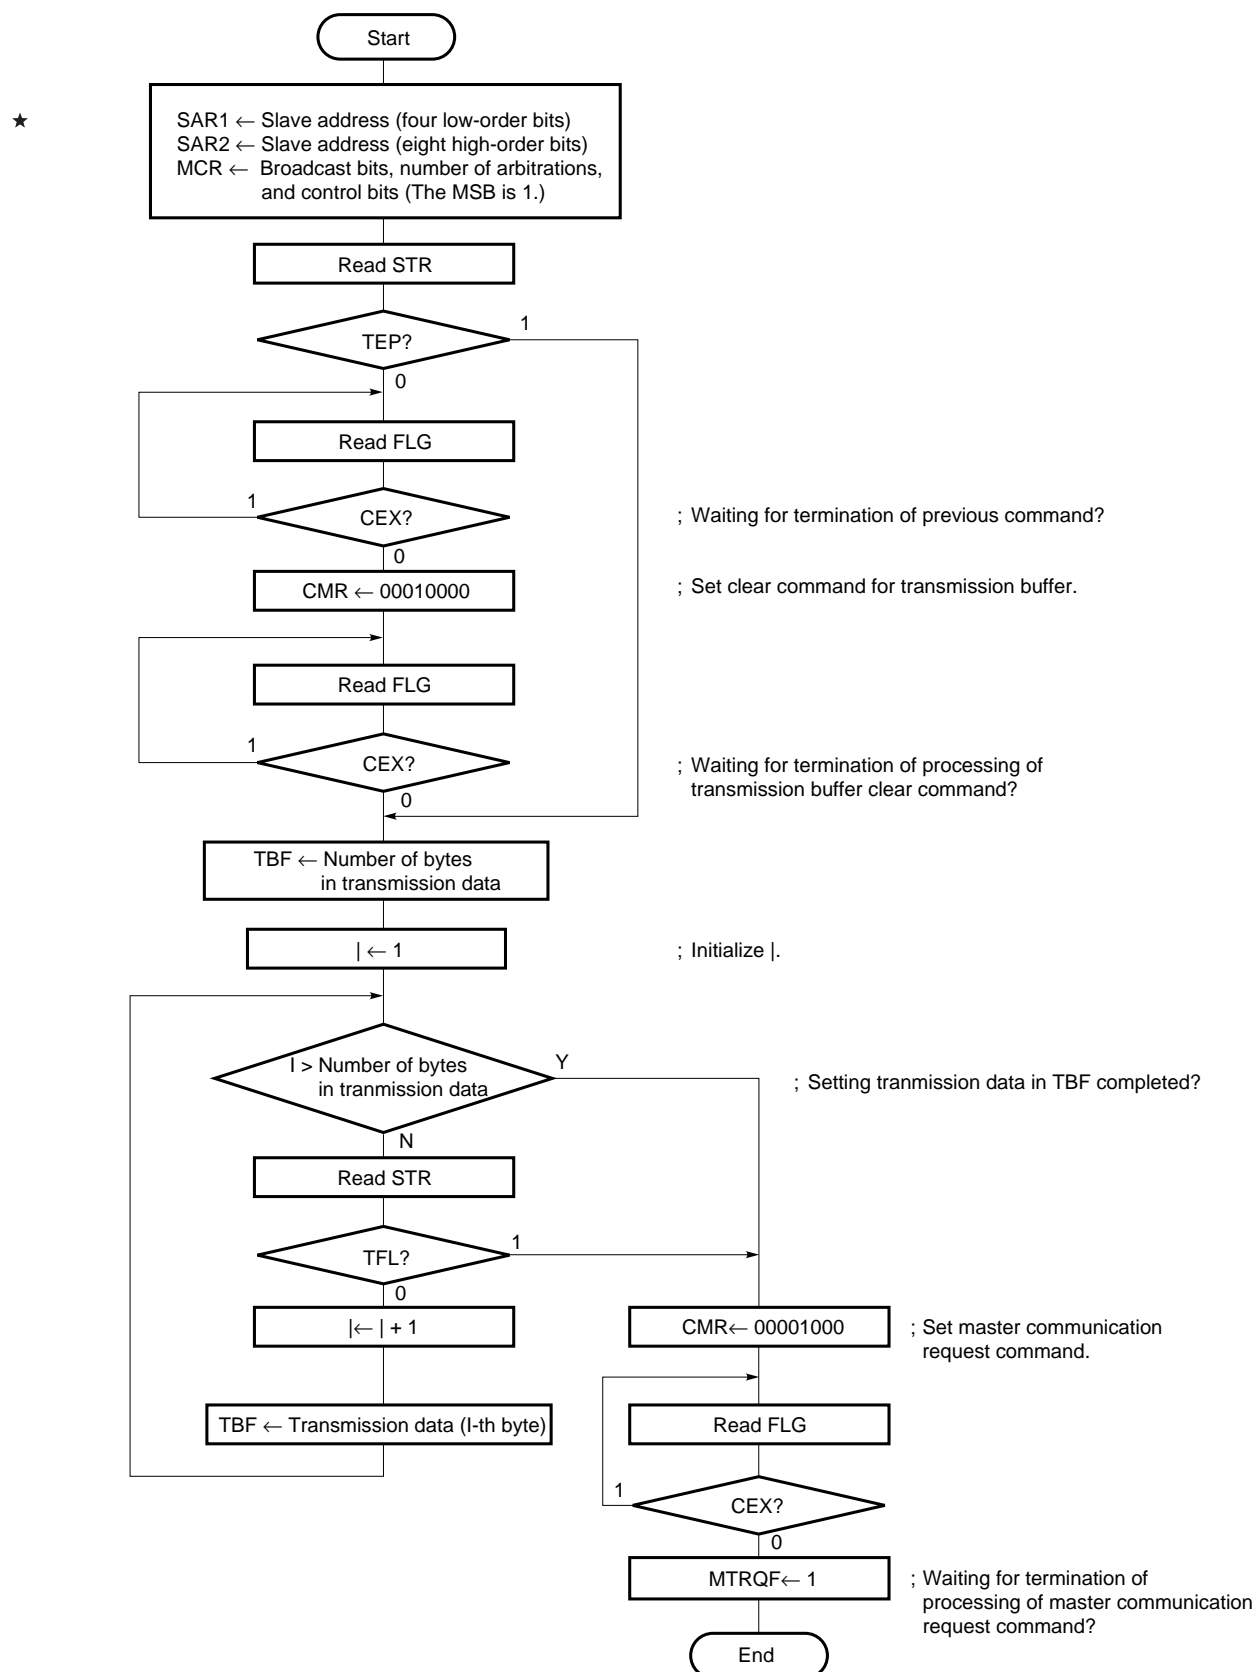 Start
★
SAR1 ← Slave address (four low-order bits)
SAR2 ← Slave address (eight high-order bits)
MCR ← Broadcast bits, number of arbitrations,
and control bits (The MSB is 1.)
Read STR
TEP?
1
0
Read FLG
1
CEX?
; Waiting for termination of previous command?
0
CMR ← 00010000
; Set clear command for transmission buffer.
Read FLG
1
CEX?
; Waiting for termination of processing of
transmission buffer clear command?
0
TBF ← Number of bytes
in transmission data
| ← 1
; Initialize |.
I > Number of bytes
in tranmission data
Y
; Setting tranmission data in TBF completed?
N
Read STR
TFL?
1
0
|← | + 1
CMR← 00001000
; Set master communication
request command.
TBF ← Transmission data (I-th byte)
Read FLG
1
CEX?
0
MTRQF← 1
; Waiting for termination of
processing of master communication
request command?
End